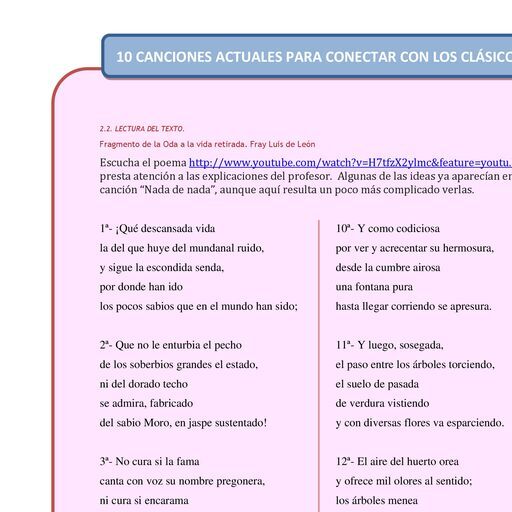 10 CANCIONES ACTUALES PARA CONECTAR CON LOS CLÁSICO
2.2. LECTURA DEL TEXTO.
Fragmento de la Oda a la vida retirada. Fray Luis de León
Escucha el poema http://www.youtube.com/watch?v=H7tfzX2ylmc&feature=youtu.
presta atención a las explicaciones del profesor. Algunas de las ideas ya aparecían en
canción “Nada de nada”, aunque aquí resulta un poco más complicado verlas.
1ª- ¡Qué descansada vida
la del que huye del mundanal ruido,
y sigue la escondida senda,
por donde han ido
los pocos sabios que en el mundo han sido;
2ª- Que no le enturbia el pecho
de los soberbios grandes el estado,
ni del dorado techo
se admira, fabricado
del sabio Moro, en jaspe sustentado!
3ª- No cura si la fama
canta con voz su nombre pregonera,
ni cura si encarama
10ª- Y como codiciosa
por ver y acrecentar su hermosura,
desde la cumbre airosa
una fontana pura
hasta llegar corriendo se apresura.
11ª- Y luego, sosegada,
el paso entre los árboles torciendo,
el suelo de pasada
de verdura vistiendo
y con diversas flores va esparciendo.
12ª- El aire del huerto orea
y ofrece mil olores al sentido;
los árboles menea